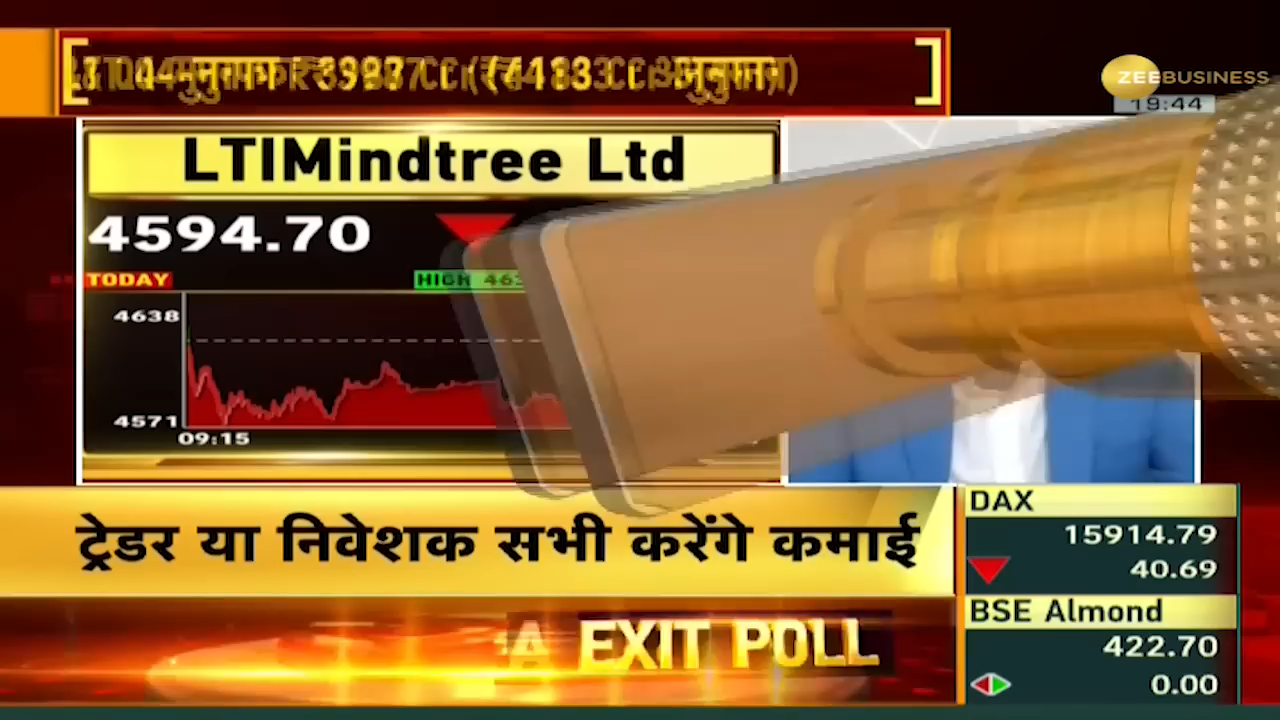 ZEEBUSINESS
19:44
LTIMindtree Ltd
4594.70
TODAY
HIGH
4638
4571
09:15
ट्रेडर या निवेशक सभी करेंगे कमाई
EXIT POLL
DAX
15914.79
40.69
BSE Almond
422.70
0.00